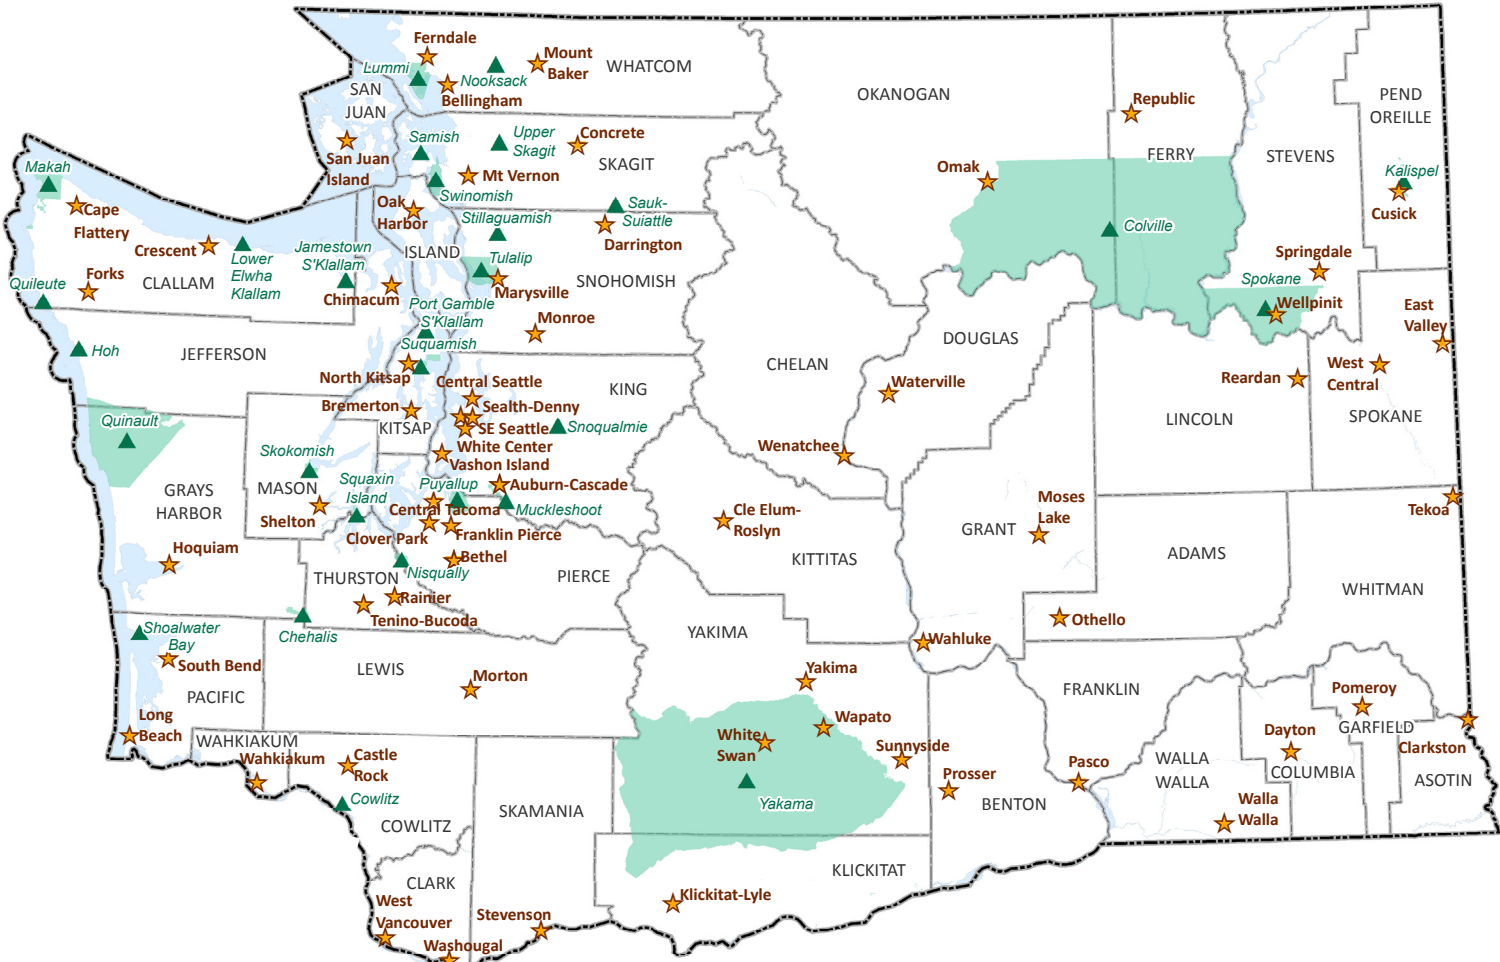 Ferndale
Mount
Baker
WHATCOM
Lummi
Nooksack
Bellingham
SAN
JUAN
OKANOGAN
Republic
PEND
OREILLE
San Juan
Island
Samish
Upper
Skagit
Concrete
SKAGIT
FERRY
STEVENS
Makah
Mt Vernon
Omak
Kalispel
Cusick
Swinomish
Cape
Flattery
Oak
Harbor
Stillaguamish
Sauk-
Suiattle
Darrington
Colville
Crescent
Lower
Elwha
Klallam
Jamestown
S'Klallam
ISLAND
Tulalip
Marysville
SNOHOMISH
Springdale
Spokane
Wellpinit
Forks
CLALLAM
Quileute
Chimacum
Port Gamble
S'Klallam
Monroe
East
Valley
Hoh
JEFFERSON
Suquamish
DOUGLAS
CHELAN
North Kitsap
Central Seattle
KING
Waterville
Reardan
West
Central
Bremerton
Sealth-Denny
KITSAP
SE Seattle
Snoqualmie
LINCOLN
SPOKANE
Quinault
White Center
Wenatchee
Skokomish
Vashon Island
Squaxin
Island
Puyallup
Auburn-Cascade
MASON
GRAYS
HARBOR
Shelton
Central Tacoma
Muckleshoot
Cle Elum-
Roslyn
Moses
Lake
Tekoa
Clover Park
Franklin Pierce
GRANT
Hoquiam
Bethel
KITTITAS
ADAMS
THURSTON
Nisqually
PIERCE
WHITMAN
Rainier
Tenino-Bucoda
Othello
Shoalwater
Bay
Chehalis
YAKIMA
Wahluke
South Bend
LEWIS
Morton
Yakima
FRANKLIN
PACIFIC
Pomeroy
Long
Beach
Wapato
White
Swan
GARFIELD
Dayton
Clarkston
WAHKIAKUM
Wahkiakum
Castle
Rock
Sunnyside
Prosser
Pasco
WALLA
WALLA
COLUMBIA
ASOTIN
Cowlitz
Yakama
BENTON
Walla
Walla
COWLITZ
SKAMANIA
KLICKITAT
CLARK
West
Vancouver
Klickitat-Lyle
Stevenson
Washougal